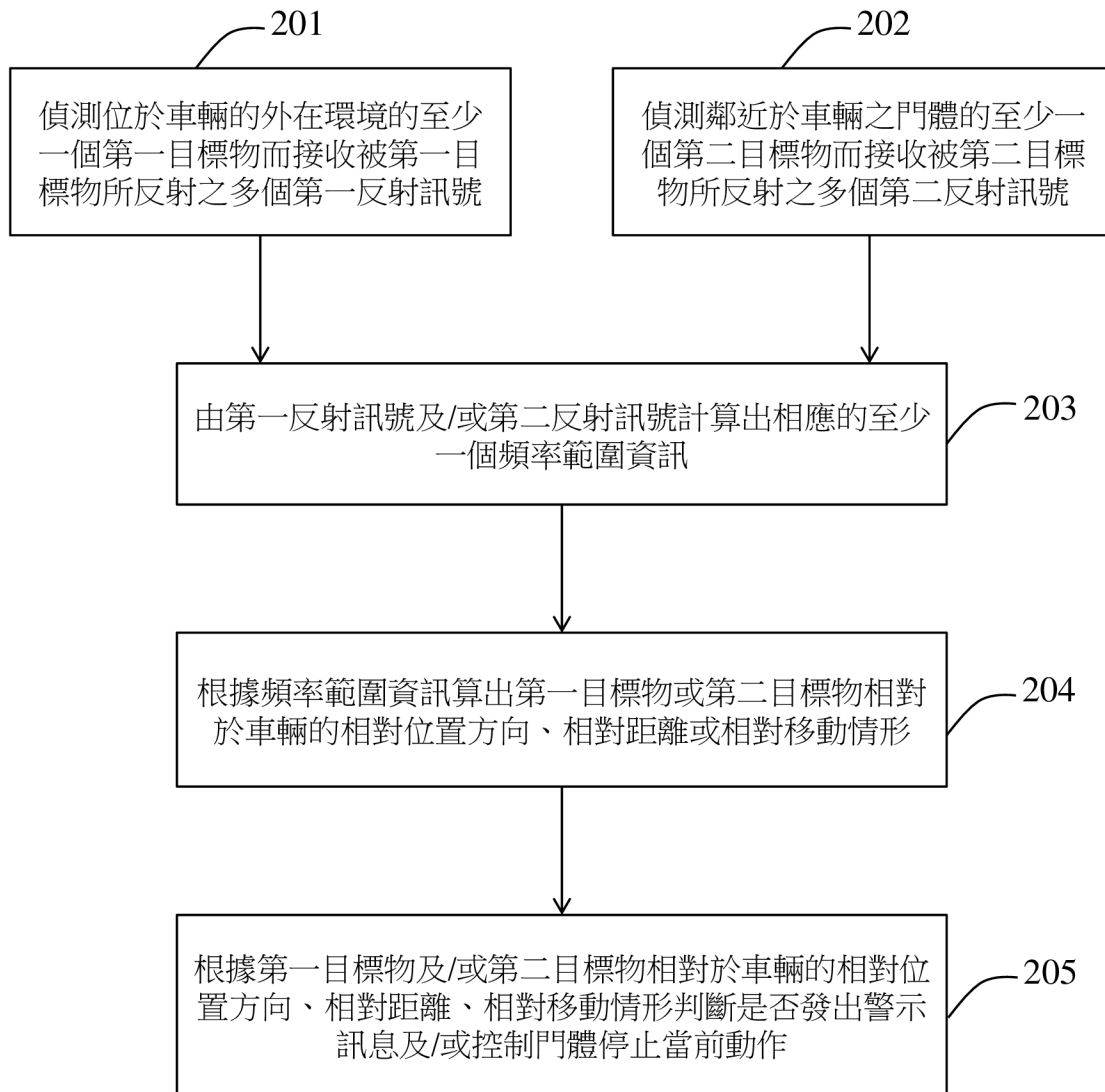 201
偵測位於車輛的外在環境的至少
一個第一目標物而接收被第一目
標物所反射之多個第一反射訊號
202
偵測鄰近於車輛之門體的至少一
個第二目標物而接收被第二目標
物所反射之多個第二反射訊號
203
由第一反射訊號及/或第二反射訊號計算出相應的至少
一個頻率範圍資訊
204
根據頻率範圍資訊算出第一目標物或第二目標物相對
於車輛的相對位置方向、相對距離或相對移動情形
205
根據第一目標物及/或第二目標物相對於車輛的相對位
置方向、相對距離、相對移動情形判斷是否發出警示
訊息及/或控制門體停止當前動作